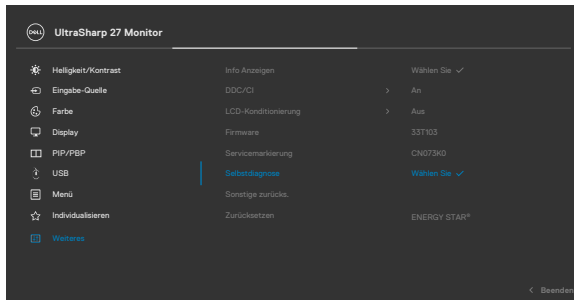 DELL UltraSharp 27 Monitor
Helligkeit/Kontrast Info Anzeigen Wählen Sie ✓
Eingabe-Quelle DDC/CI > An
Farbe LCD-Konditionierung > Aus
Display Firmware 33T103
PIP/PBP Servicemarkierung CN073K0
USB Selbstdiagnose Wählen Sie ✓
Menü Sonstige zurücks.
Individualisieren Zurücksetzen ENERGY STAR®
Weiteres
< Beenden